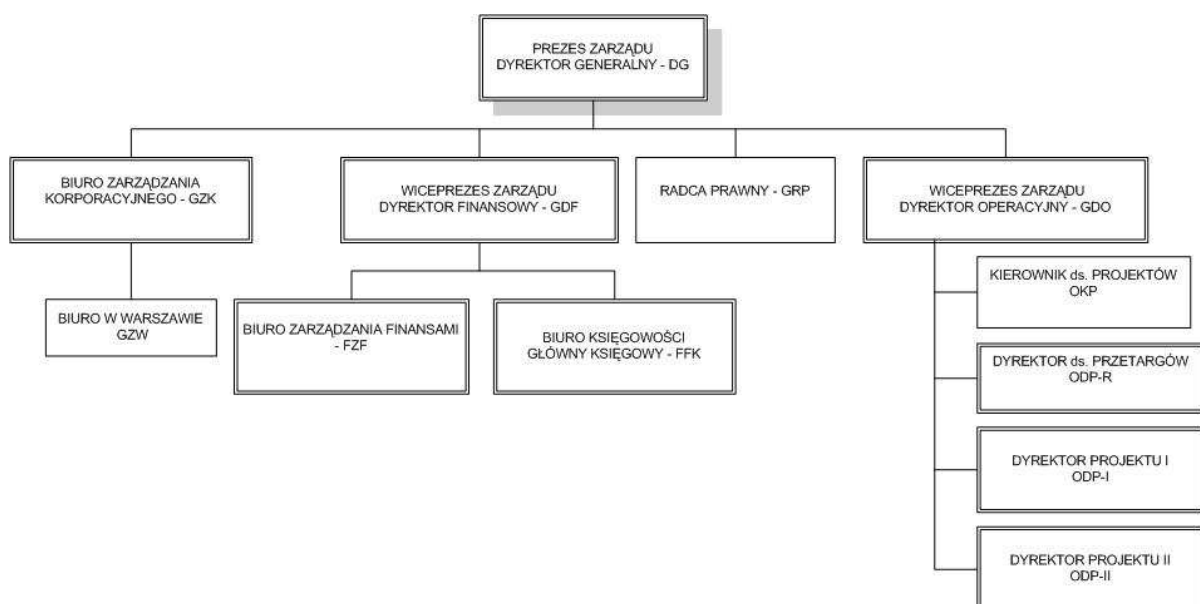 PREZES ZARZĄDU
DYREKTOR GENERALNY - DG
BIURO ZARZĄDZANIA
KORPORACYJNEGO - GZK
WICEPREZES ZARZĄDU
DYREKTOR FINANSOWY - GDF
RADCA PRAWNY - GRP
WICEPREZES ZARZĄDU
DYREKTOR OPERACYJNY - GDO
BIURO W WARSZAWIE
GZW
BIURO ZARZĄDZANIA FINANSAMI
- FZF
BIURO KSIĘGOWOŚCI
GŁÓWNY KSIĘGOWY - FFK
KIEROWNIK ds. PROJEKTÓW
OKP
DYREKTOR ds. PRZETARGÓW
ODP-R
DYREKTOR PROJEKTU I
ODP-I
DYREKTOR PROJEKTU II
ODP-II